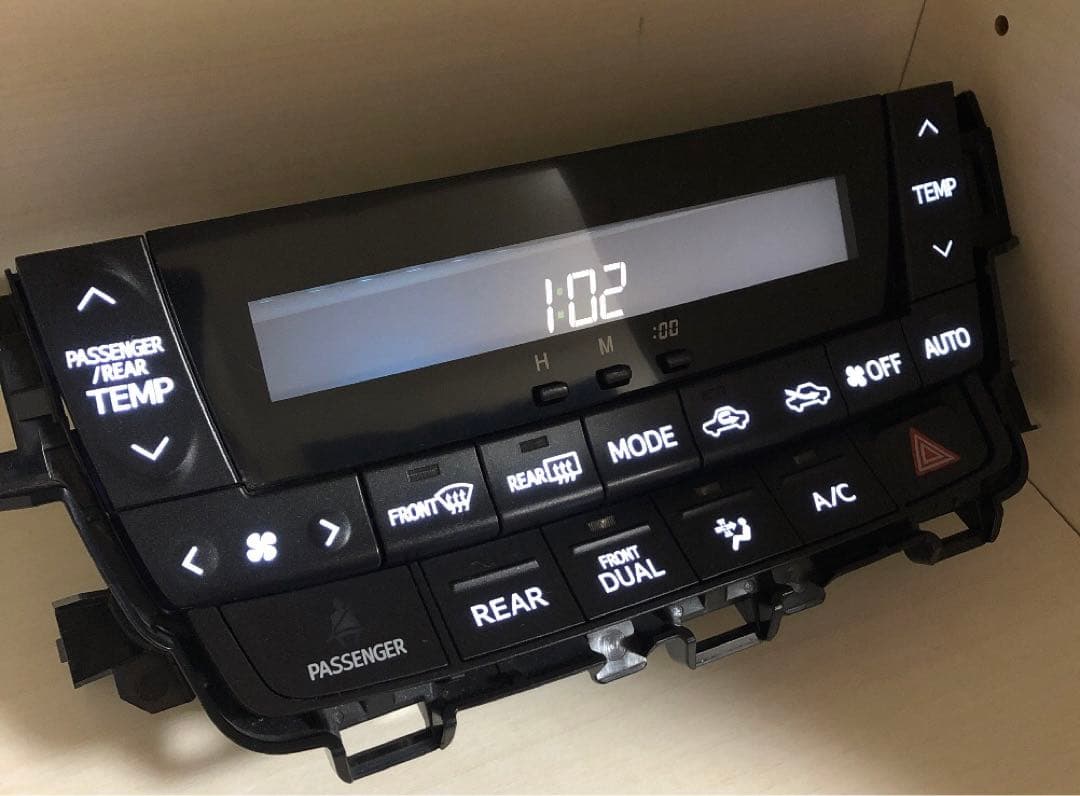 TEMP
1:02
H
M
:00
PASSENGER
/REAR
TEMP
AUTO
OFF
MODE
REAR
FRONT
A/C
FRONT
DUAL
REAR
PASSENGER